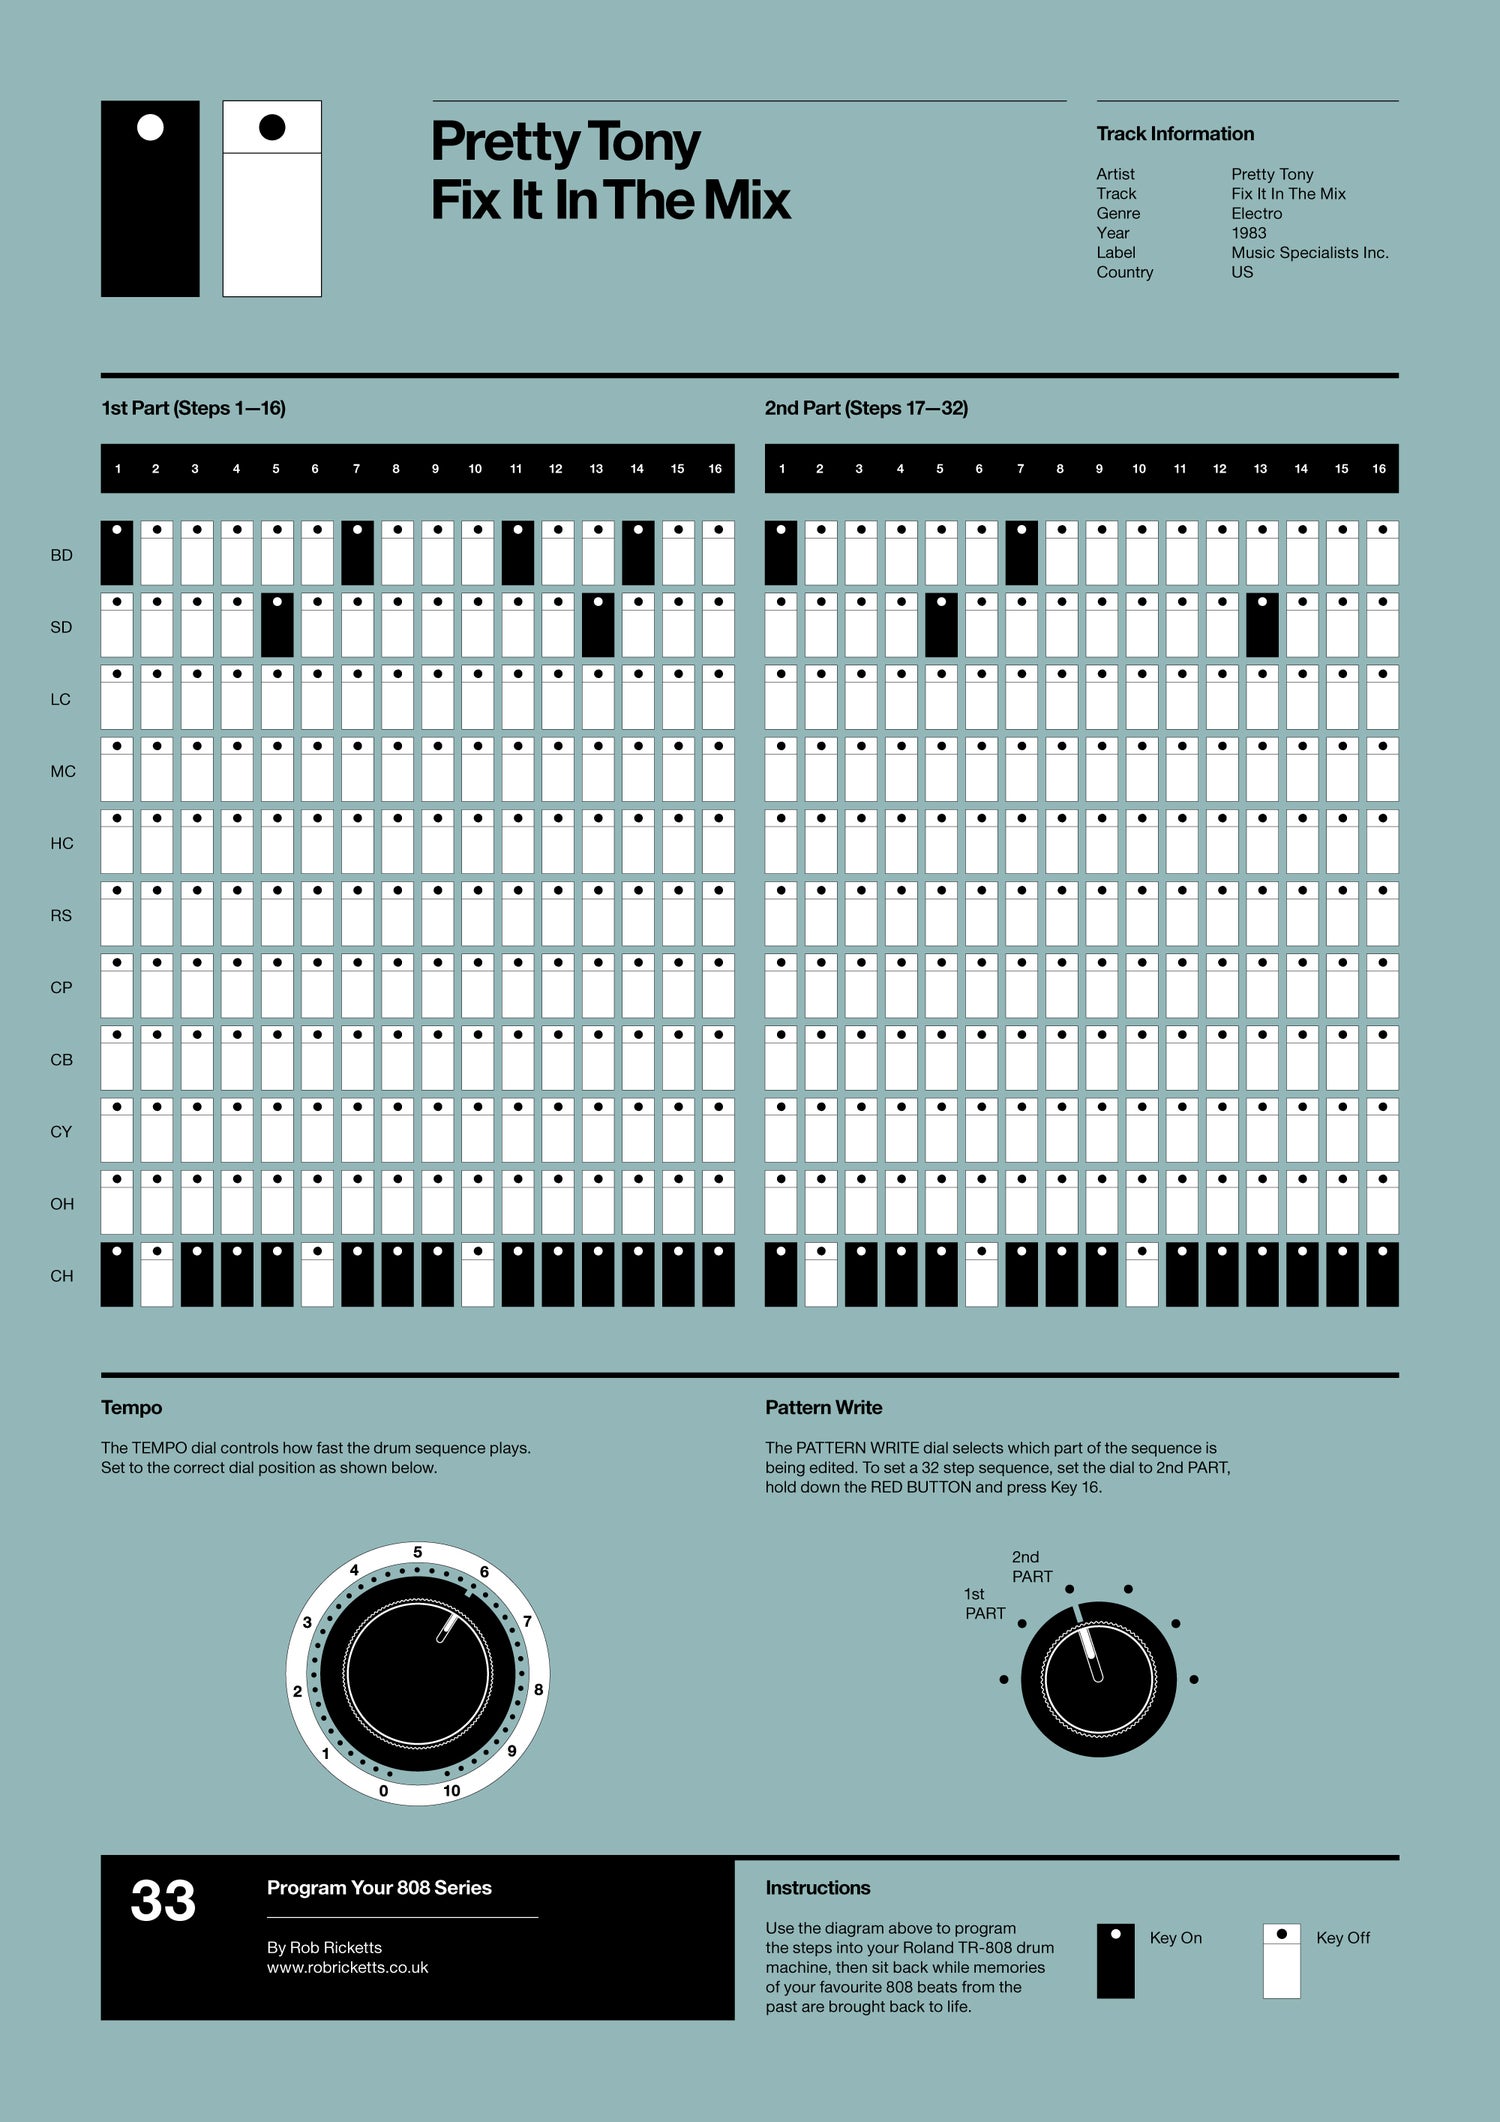 Pretty Tony
Fix It In The Mix
Track Information
Artist Pretty Tony
Track Fix It In The Mix
Genre Electro
Year 1983
Label Music Specialists Inc.
Country US
1st Part (Steps 1—16)
1 2 3 4 5 6 7 8 9 10 11 12 13 14 15 16
2nd Part (Steps 17—32)
1 2 3 4 5 6 7 8 9 10 11 12 13 14 15 16
BD
SD
LC
MC
HC
RS
CP
CB
CY
OH
CH
Tempo
The TEMPO dial controls how fast the drum sequence plays.
Set to the correct dial position as shown below.
0 1 2 3 4 5 6 7 8 9 10
Pattern Write
The PATTERN WRITE dial selects which part of the sequence is
being edited. To set a 32 step sequence, set the dial to 2nd PART,
hold down the RED BUTTON and press Key 16.
1st
PART
2nd
PART
33
Program Your 808 Series
By Rob Ricketts
www.robricketts.co.uk
Instructions
Use the diagram above to program
the steps into your Roland TR-808 drum
machine, then sit back while memories
of your favourite 808 beats from the
past are brought back to life.
Key On
Key Off